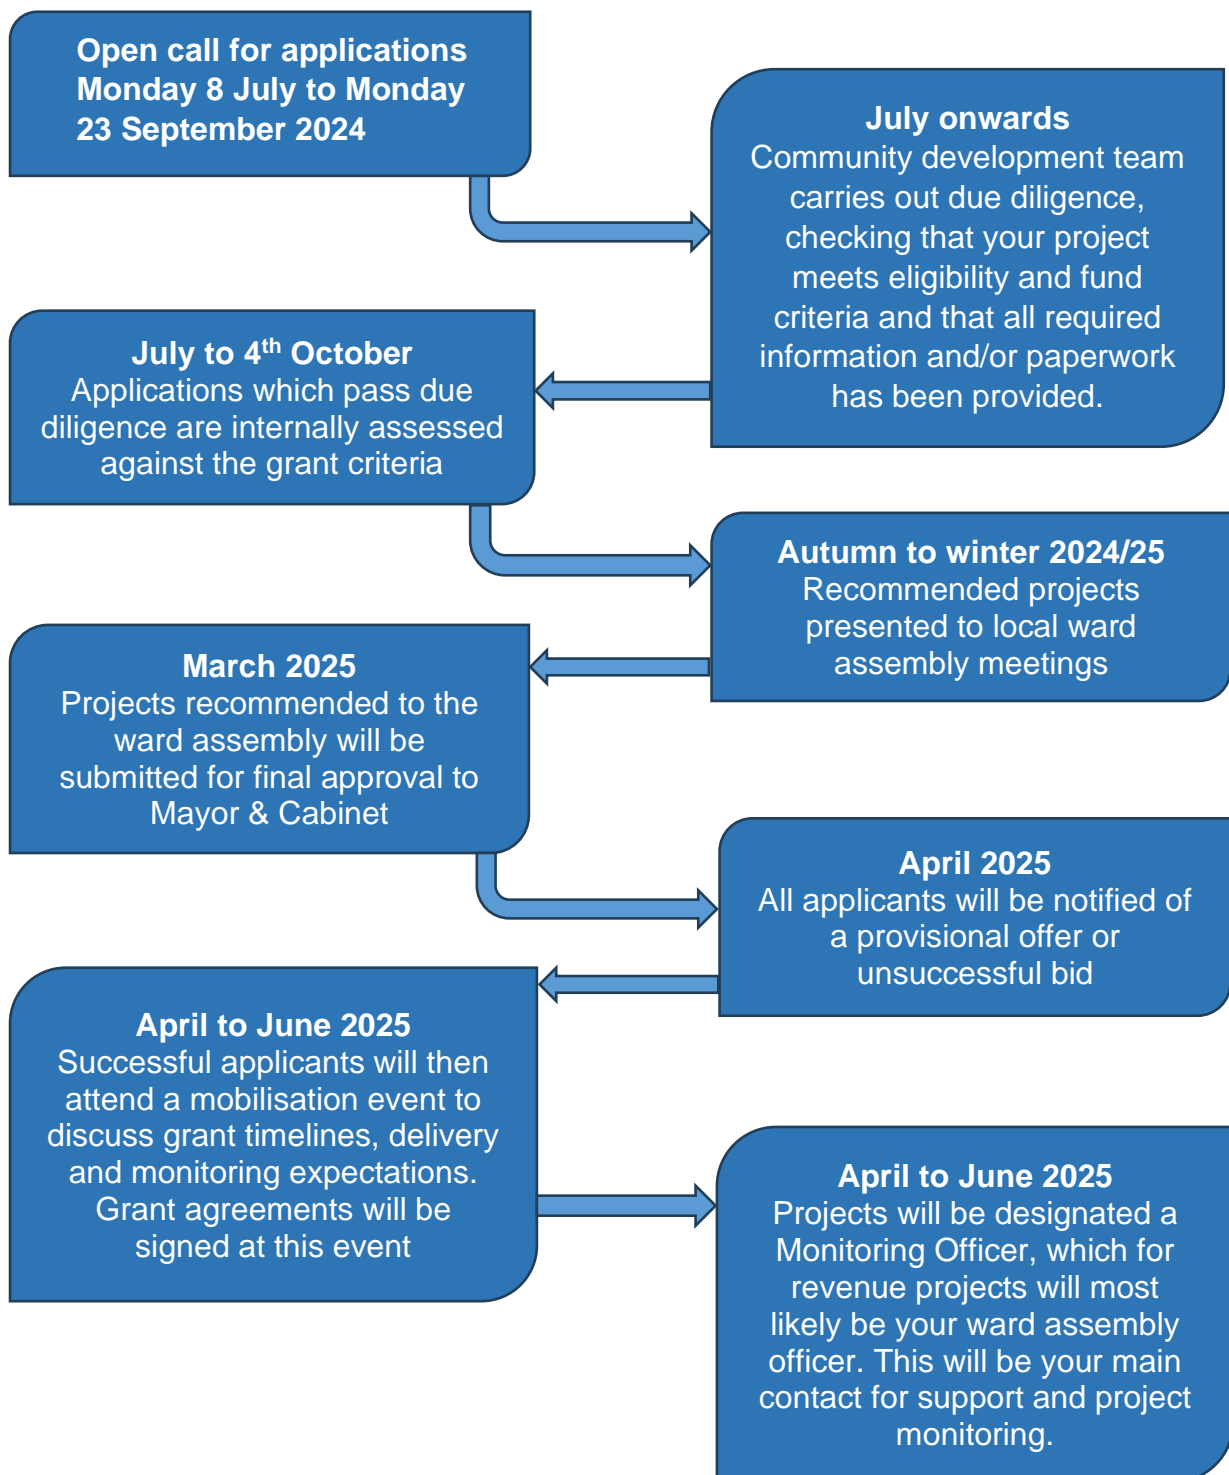 Open call for applications
Monday 8 July to Monday
23 September 2024
July onwards
Community development team
carries out due diligence,
checking that your project
meets eligibility and fund
criteria and that all required
information and/or paperwork
has been provided.
July to 4th October
Applications which pass due
diligence are internally assessed
against the grant criteria
Autumn to winter 2024/25
Recommended projects
presented to local ward
assembly meetings
March 2025
Projects recommended to the
ward assembly will be
submitted for final approval to
Mayor & Cabinet
April 2025
All applicants will be notified of
a provisional offer or
unsuccessful bid
April to June 2025
Successful applicants will then
attend a mobilisation event to
discuss grant timelines, delivery
and monitoring expectations.
Grant agreements will be
signed at this event
April to June 2025
Projects will be designated a
Monitoring Officer, which for
revenue projects will most
likely be your ward assembly
officer. This will be your main
contact for support and project
monitoring.